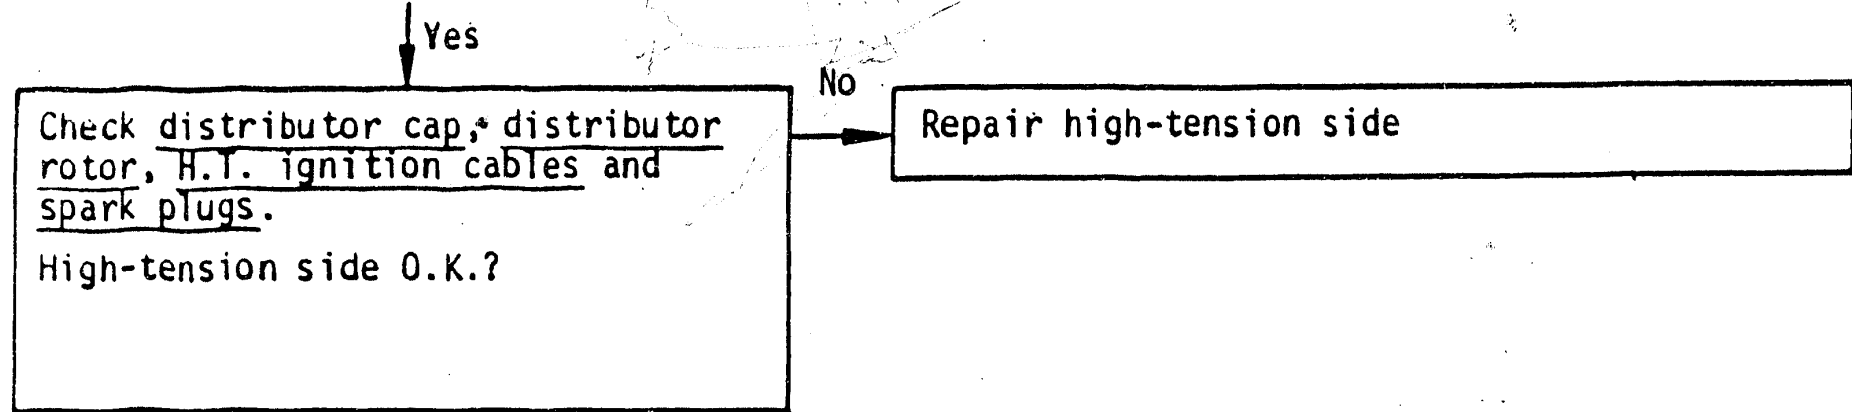 Yes
No
Check distributor cap, distributor
rotor, H.T. ignition cables and
spark plugs.
High-tension side O.K.?
Repair high-tension side